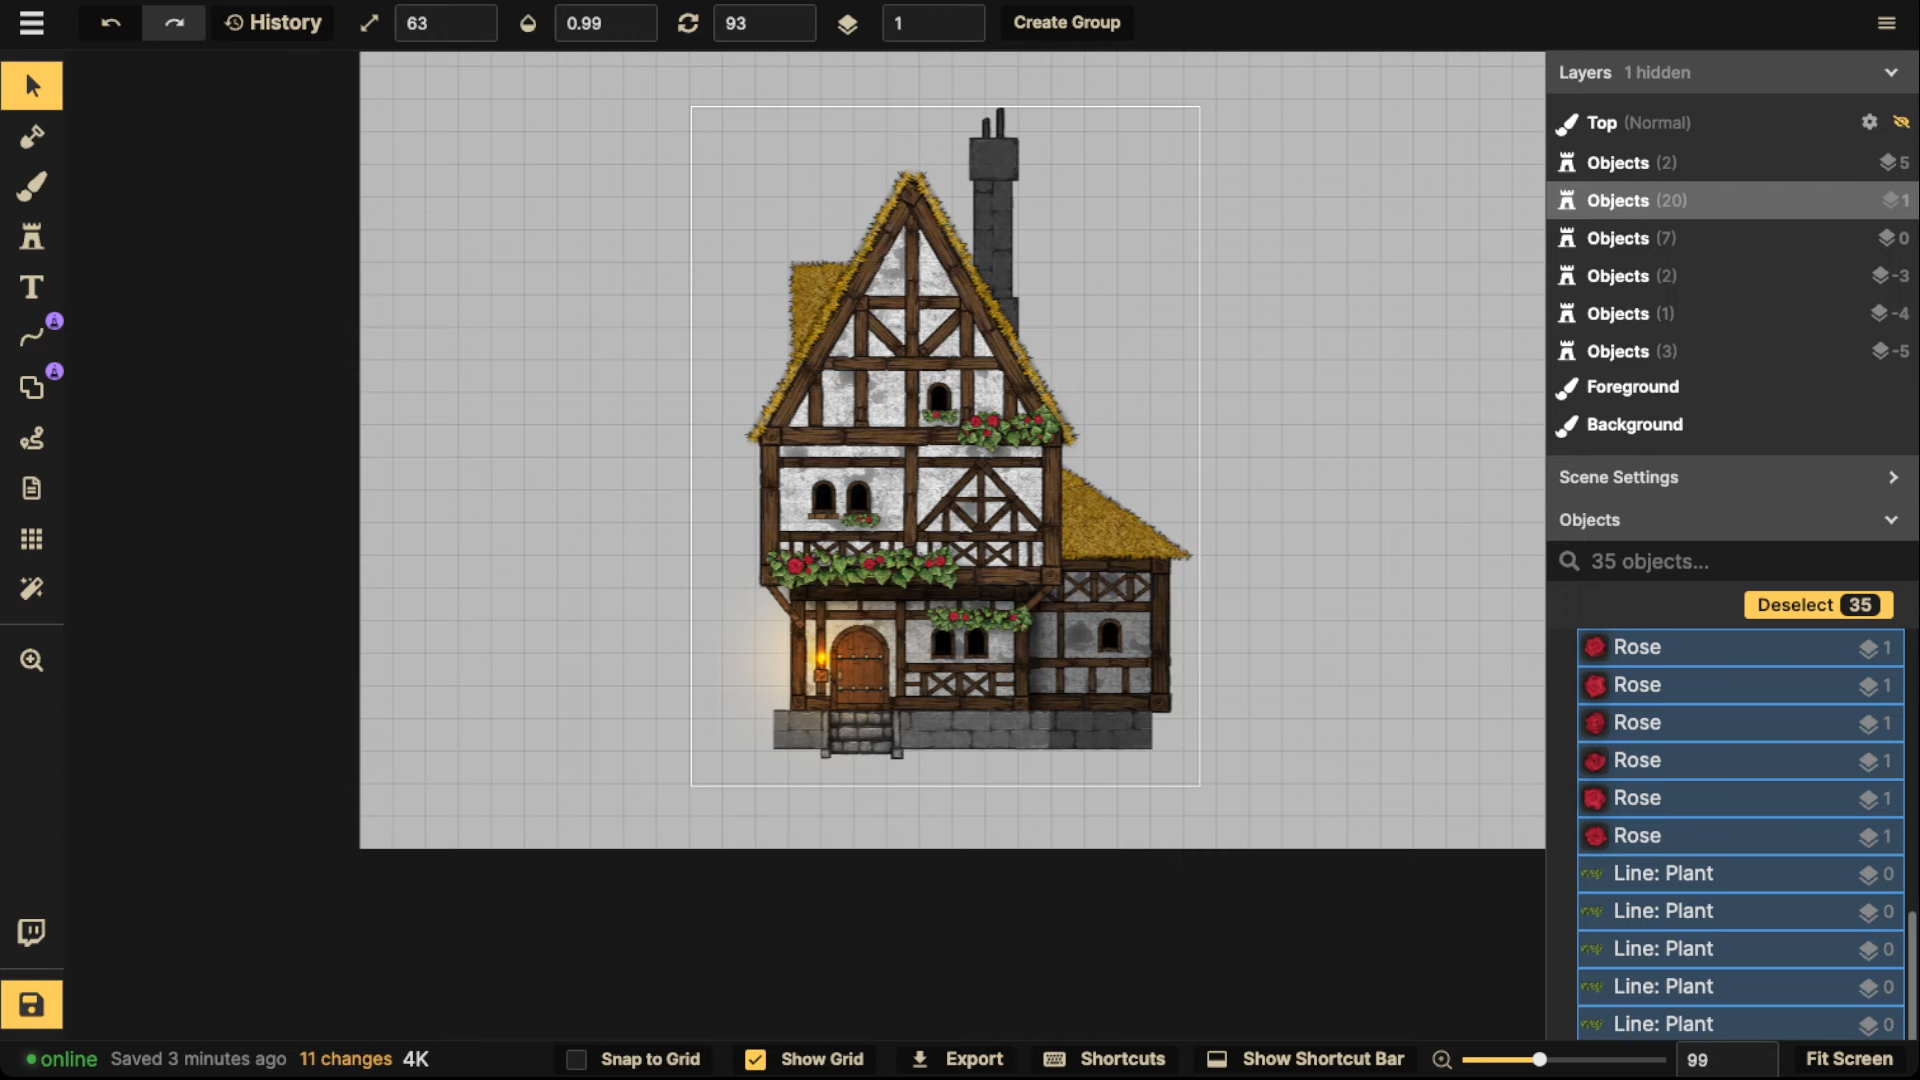 History
63
0.99
93
1
Create Group
Layers 1 hidden
Top (Normal)
Objects (2) 5
Objects (20) 1
Objects (7) 0
Objects (2) -3
Objects (1) -4
Objects (3) -5
Foreground
Background
Scene Settings
Objects
35 objects...
Deselect 35
Rose 1
Rose 1
Rose 1
Rose 1
Rose 1
Rose 1
Line: Plant 0
Line: Plant 0
Line: Plant 0
Line: Plant 0
Line: Plant 0
T
online Saved 3 minutes ago 11 changes 4K Snap to Grid Show Grid Export Shortcuts Show Shortcut Bar 99 Fit Screen